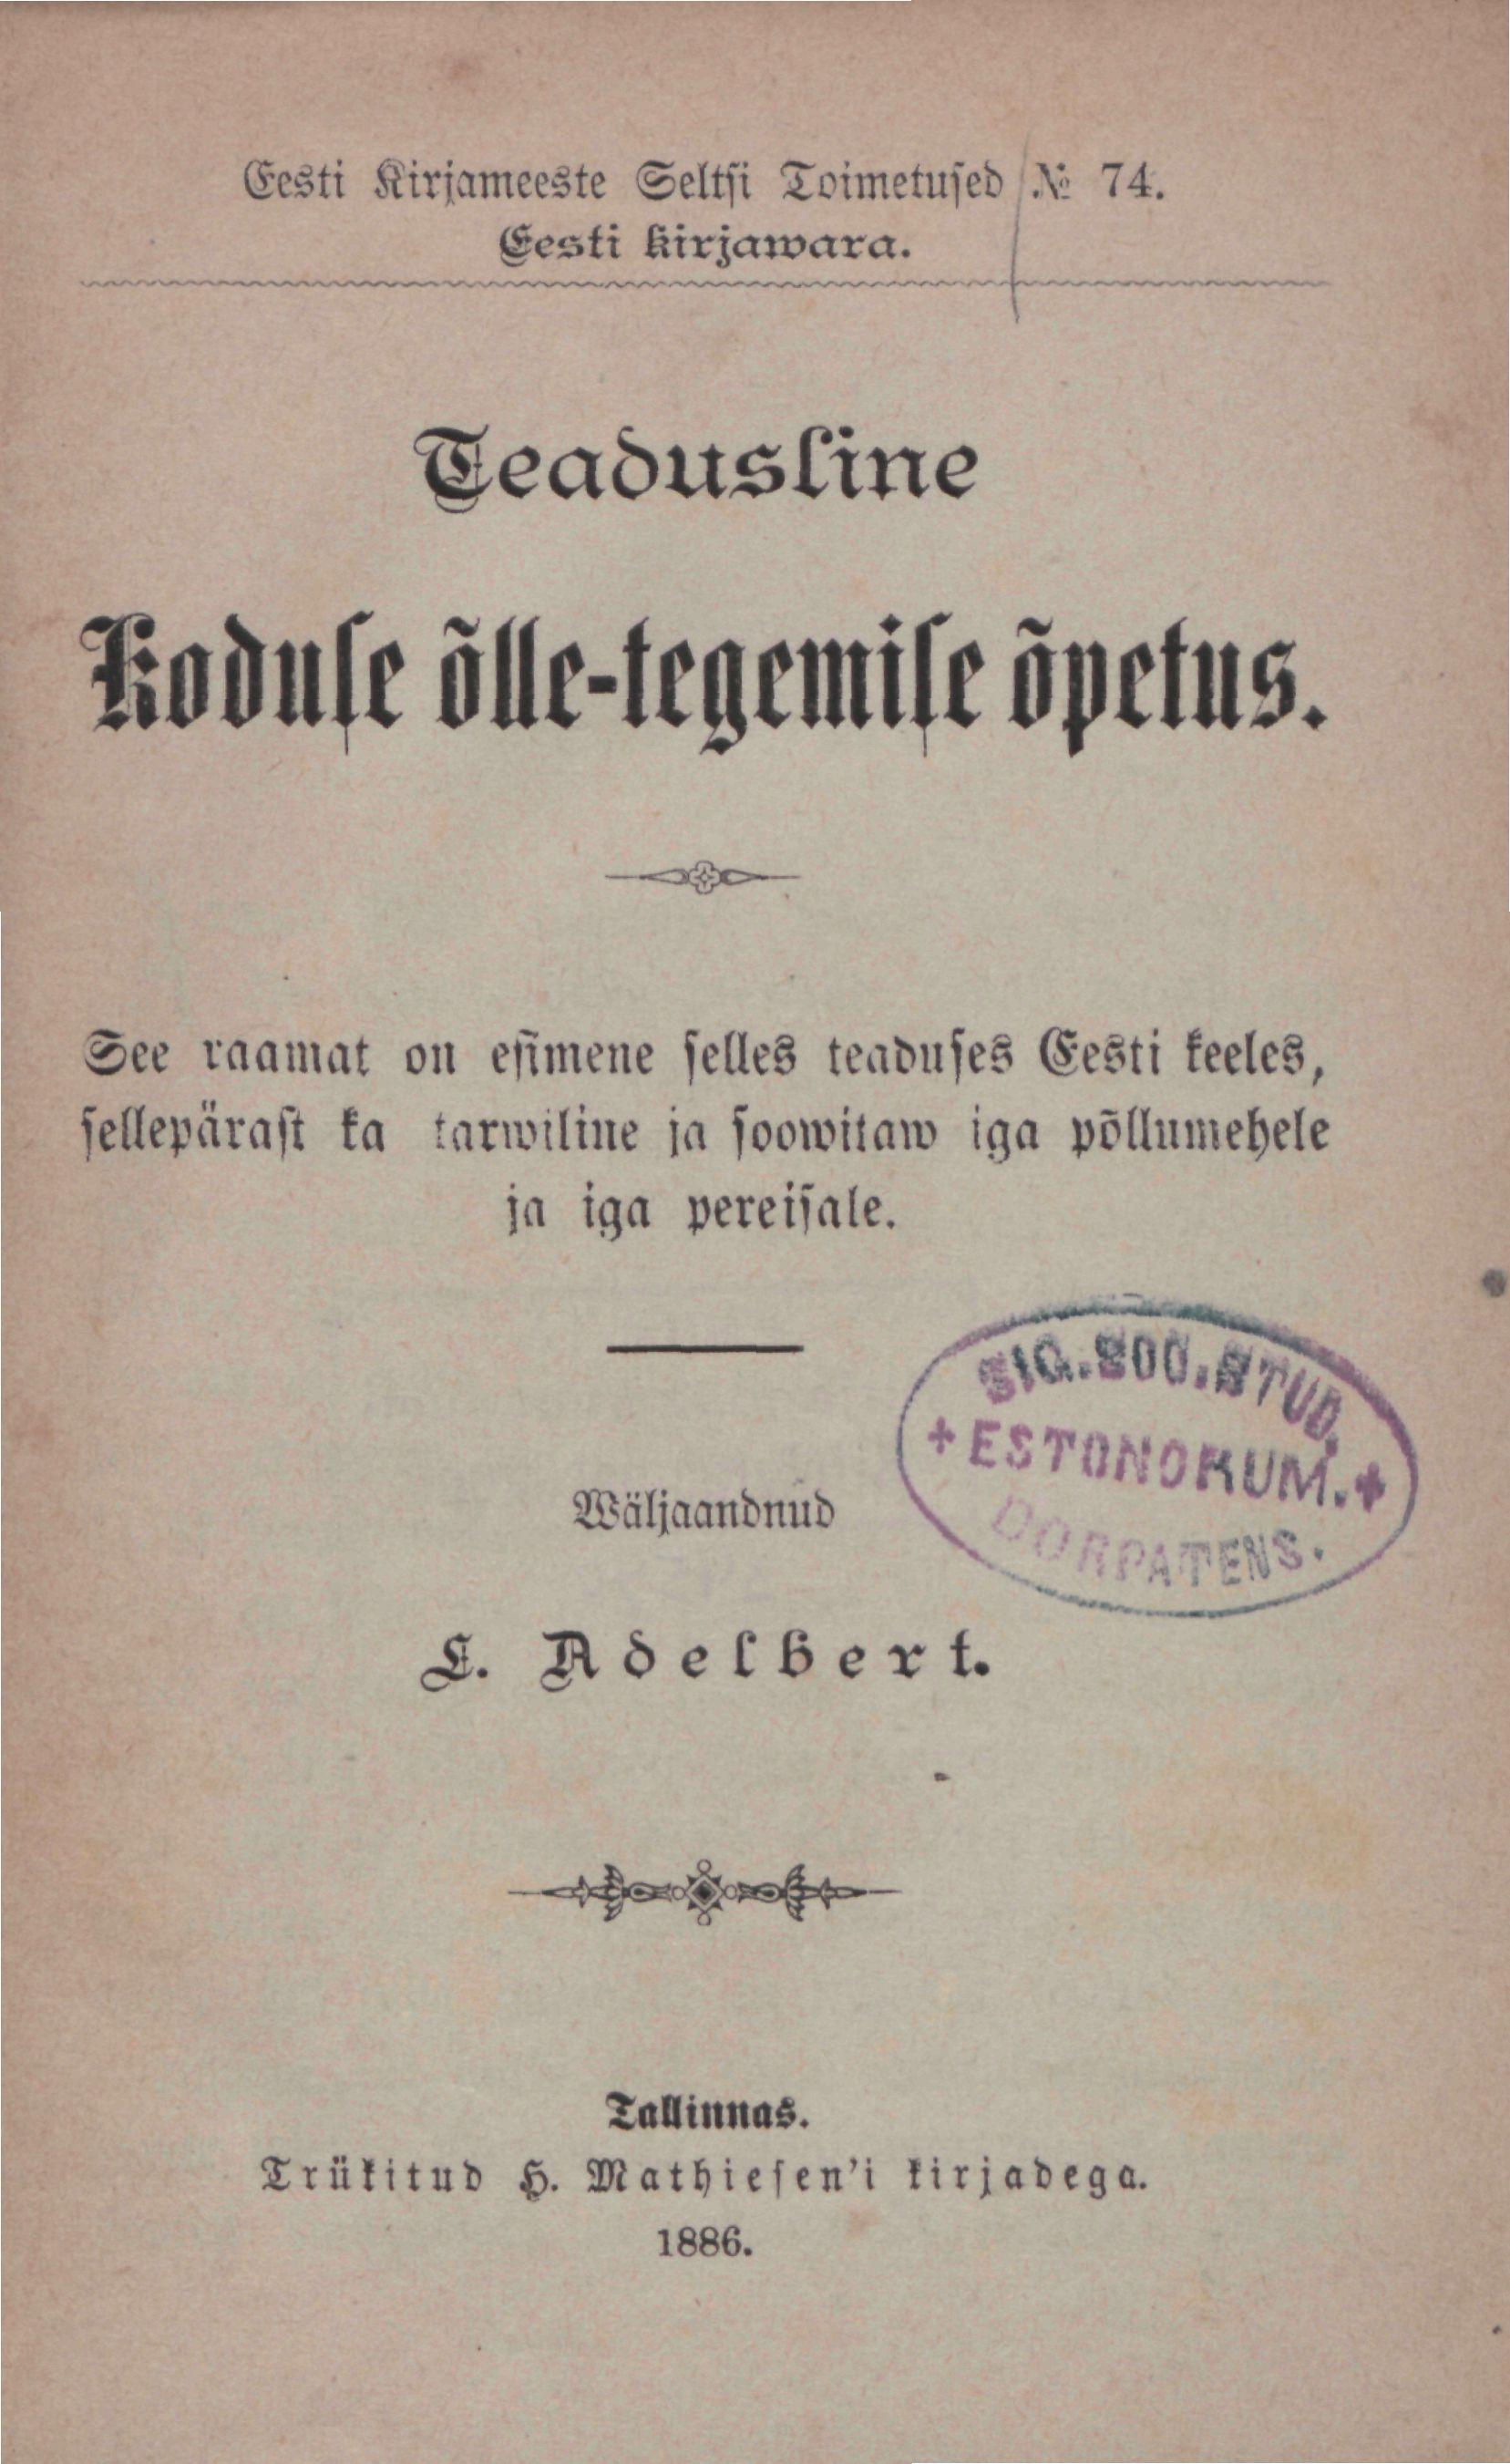 Eesti Kirjameeste Seltsi Toimetused № 74.
Eesti kirjawara.
Teadusline
Koduse õlle-tegemise õpetus.
See raamat on esimene selles teaduses Eesti keeles,
sellepärast ka tarwiline ja soowitaw iga põllumehele
ja iga pereisale.
SIG. SOC. STUD.
+ ESTONORUM. +
DORPATENS.
Wäljaandnud
L. Adelbert.
Tallinnas.
Trükitud H. Mathiesen'i kirjadega.
1886.